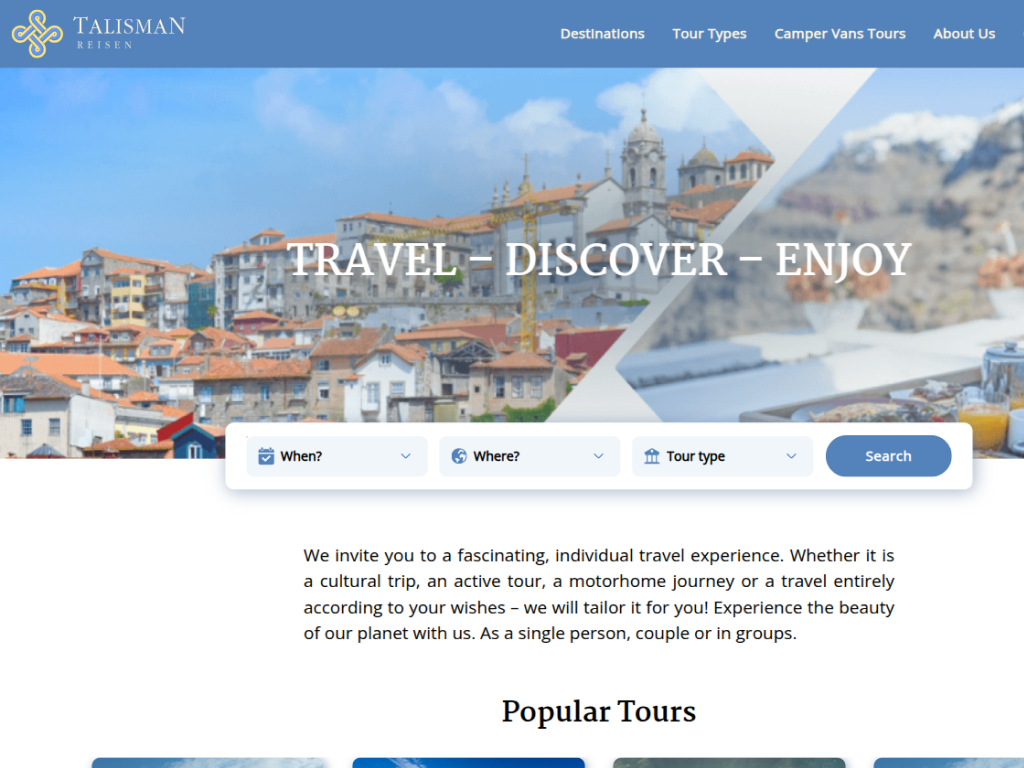 TALISMAN
REISEN
Destinations
Tour Types
Camper Vans Tours
About Us
TRAVEL – DISCOVER – ENJOY
When?
Where?
Tour type
Search
We invite you to a fascinating, individual travel experience. Whether it is
a cultural trip, an active tour, a motorhome journey or a travel entirely
according to your wishes – we will tailor it for you! Experience the beauty
of our planet with us. As a single person, couple or in groups.
Popular Tours